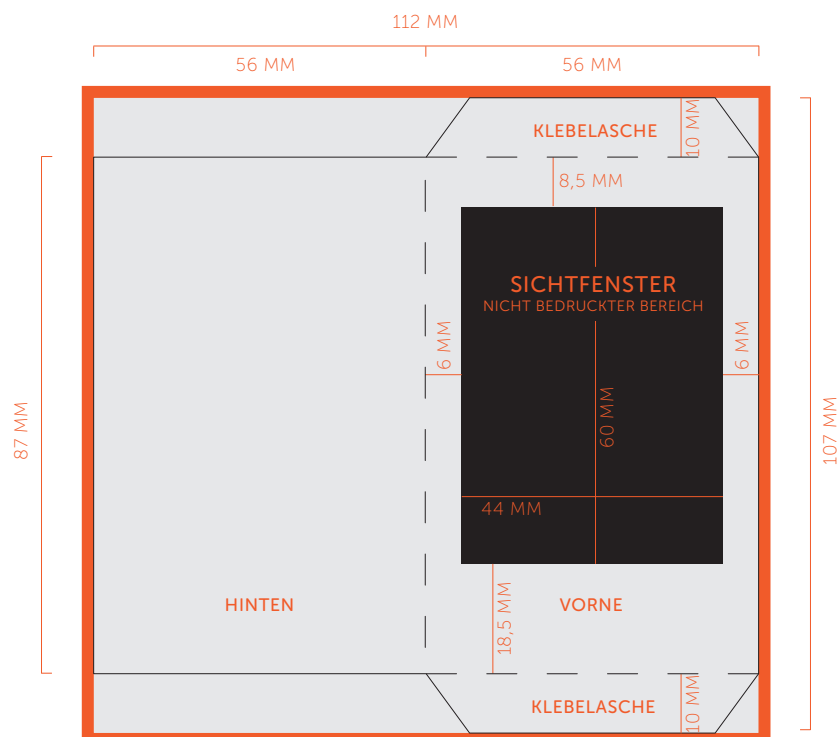 112 MM
56 MM
56 MM
KLEBELASCHE
10 MM
8,5 MM
SICHTFENSTER
NICHT BEDRUCKTER BEREICH
6 MM
6 MM
87 MM
60 MM
107 MM
44 MM
HINTEN
18,5 MM
VORNE
KLEBELASCHE
10 MM